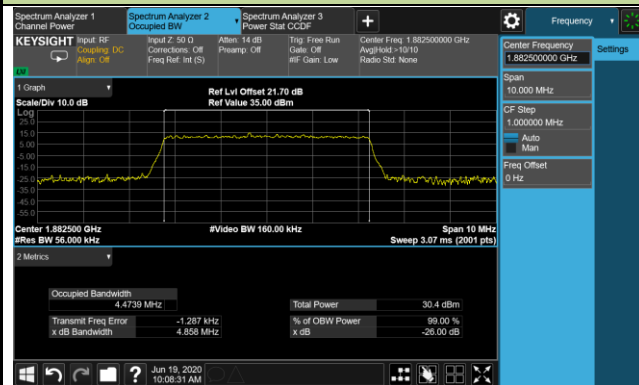 Spectrum Analyzer 1
Channel Power
Spectrum Analyzer 2
Occupied BW
Spectrum Analyzer 3
Power Stat CCDF
Frequency
KEYSIGHT
Input: RF
Coupling: DC
Align: Off
Input Z: 50 Ω
Corrections: Off
Freq Ref: Int (S)
Atten: 14 dB
Preamp: Off
Trig: Free Run
Gate: Off
#IF Gain: Low
Center Freq: 1.882500000 GHz
Avg|Hold:>10/10
Radio Std: None
Center Frequency
1.882500000 GHz
Settings
Span
10.000 MHz
CF Step
1.000000 MHz
Auto
Man
Freq Offset
0 Hz
1 Graph
Scale/Div 10.0 dB
Ref Lvl Offset 21.70 dB
Ref Value 35.00 dBm
Log
25.0
15.0
5.00
-5.00
-15.0
-25.0
-35.0
-45.0
-55.0
Center 1.882500 GHz
#Res BW 56.000 kHz
#Video BW 160.00 kHz
Span 10 MHz
Sweep 3.07 ms (2001 pts)
2 Metrics
Occupied Bandwidth
4.4739 MHz
Total Power 30.4 dBm
Transmit Freq Error -1.287 kHz
% of OBW Power 99.00 %
x dB Bandwidth 4.858 MHz
x dB -26.00 dB
Jun 19, 2020
10:08:31 AM